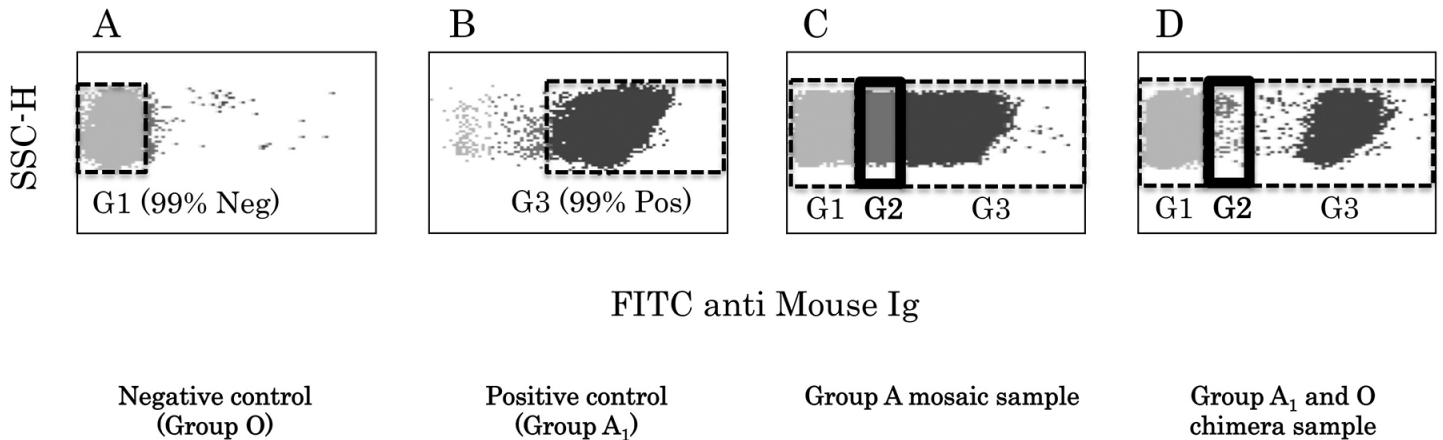 A
B
C
D
SSC-H
G1 (99% Neg)
G3 (99% Pos)
G1 G2 G3
G1 G2 G3
FITC anti Mouse Ig
Negative control
(Group O)
Positive control
(Group A₁)
Group A mosaic sample
Group A₁ and O
chimera sample